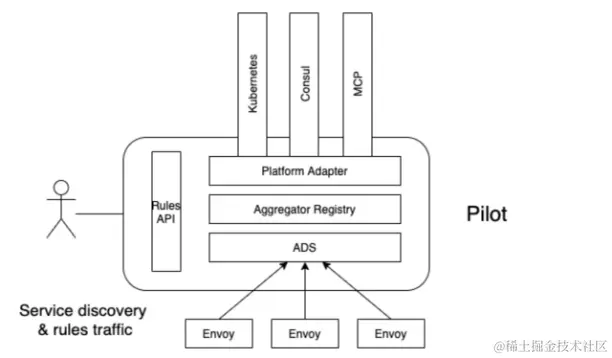 Kubernetes
Consul
MCP
Platform Adapter
Rules
API
Aggregator Registry
ADS
Pilot
Service discovery
& rules traffic
Envoy
Envoy
Envoy
@稀土掘金技术社区